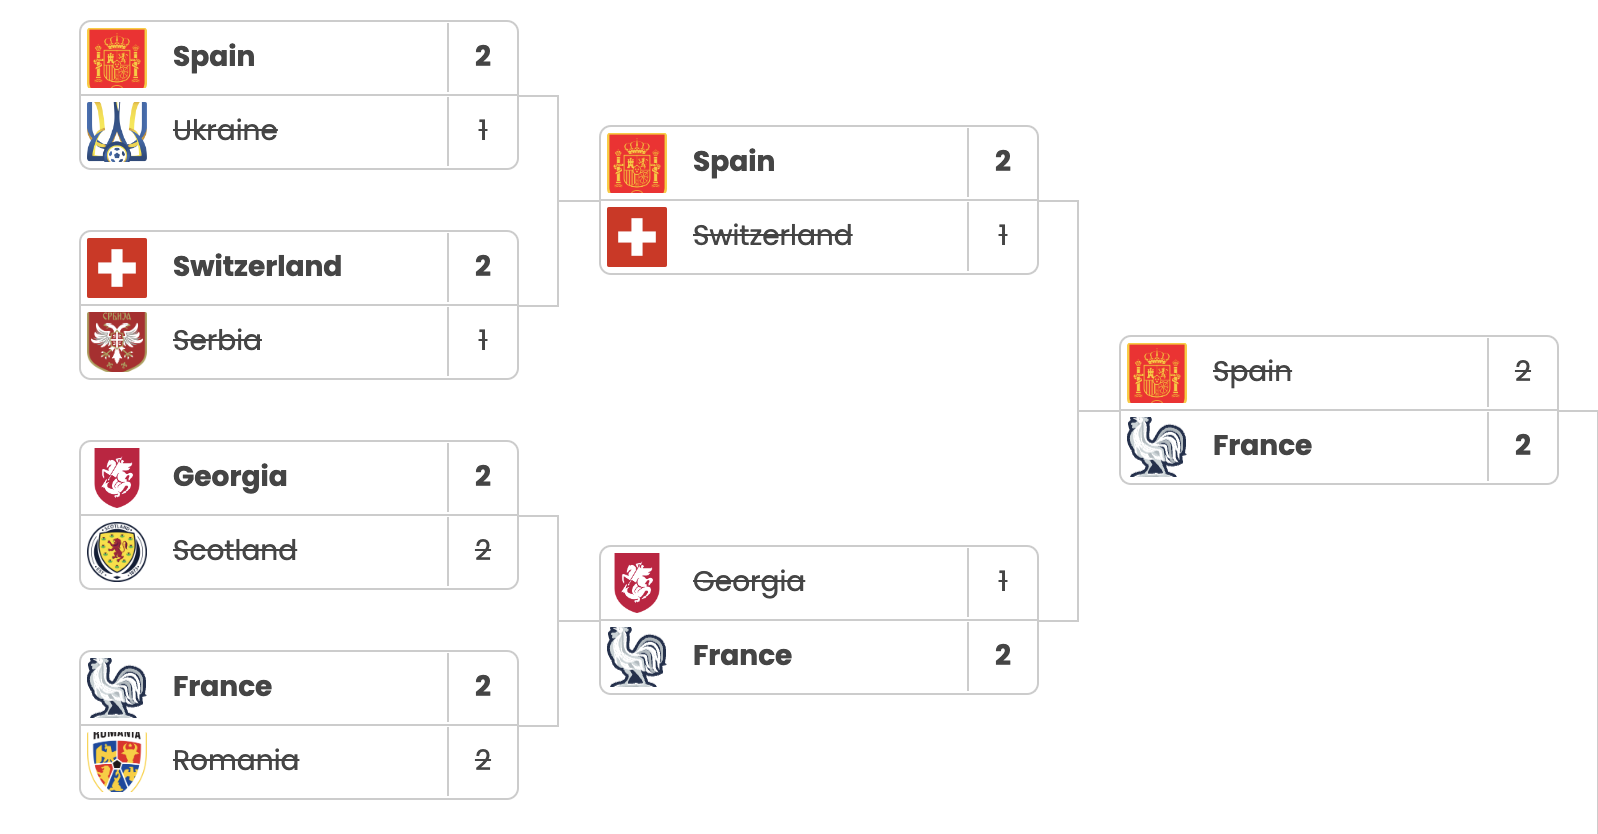 Spain 2
Ukraine 1
Switzerland 2
Serbia 1
Georgia 2
Scotland 2
France 2
ROMANIA
Romania 2
Spain 2
Switzerland 1
Georgia 1
France 2
Spain 2
France 2